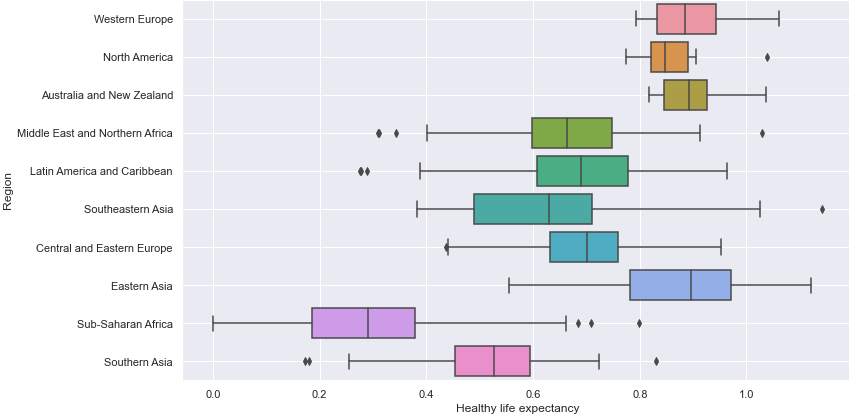 Western Europe
North America
Australia and New Zealand
Middle East and Northern Africa
Latin America and Caribbean
Southeastern Asia
Central and Eastern Europe
Eastern Asia
Sub-Saharan Africa
Southern Asia
Region
0.0 0.2 0.4 0.6 0.8 1.0
Healthy life expectancy